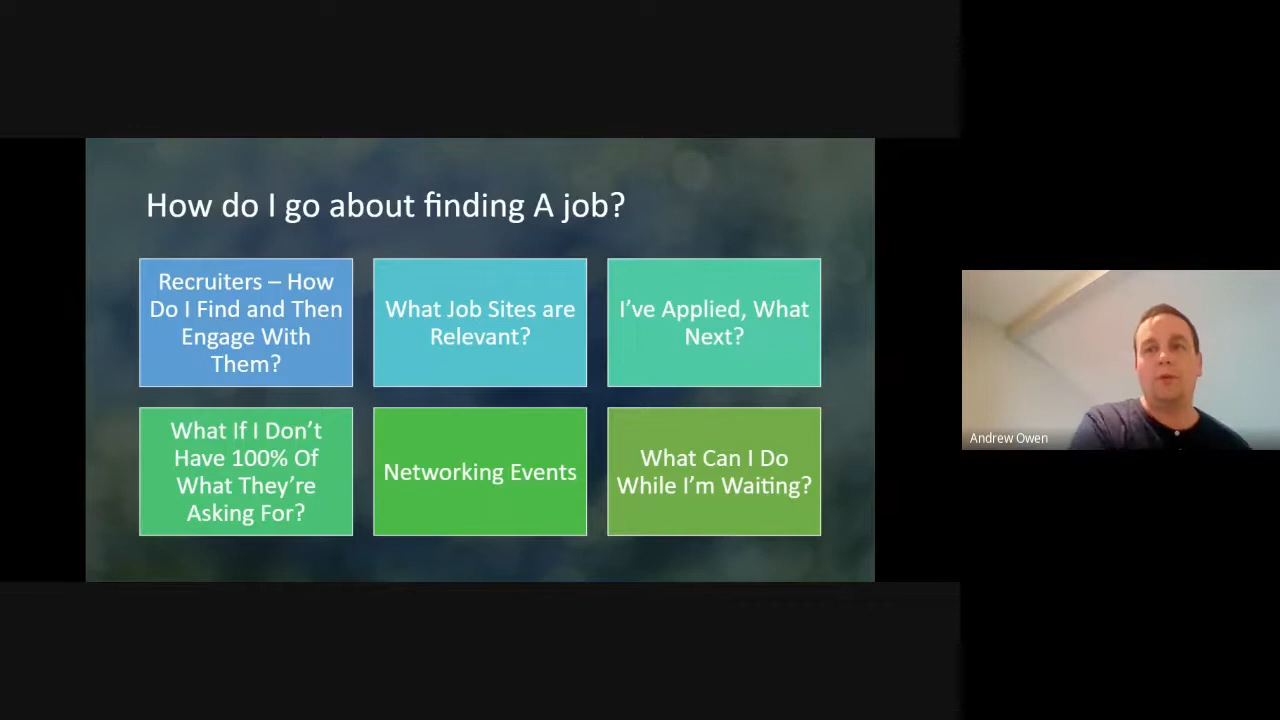 How do I go about finding A job?
Recruiters – How
Do I Find and Then
Engage With
Them?
What Job Sites are
Relevant?
I’ve Applied, What
Next?
What If I Don’t
Have 100% Of
What They’re
Asking For?
Networking Events
What Can I Do
While I’m Waiting?
Andrew Owen